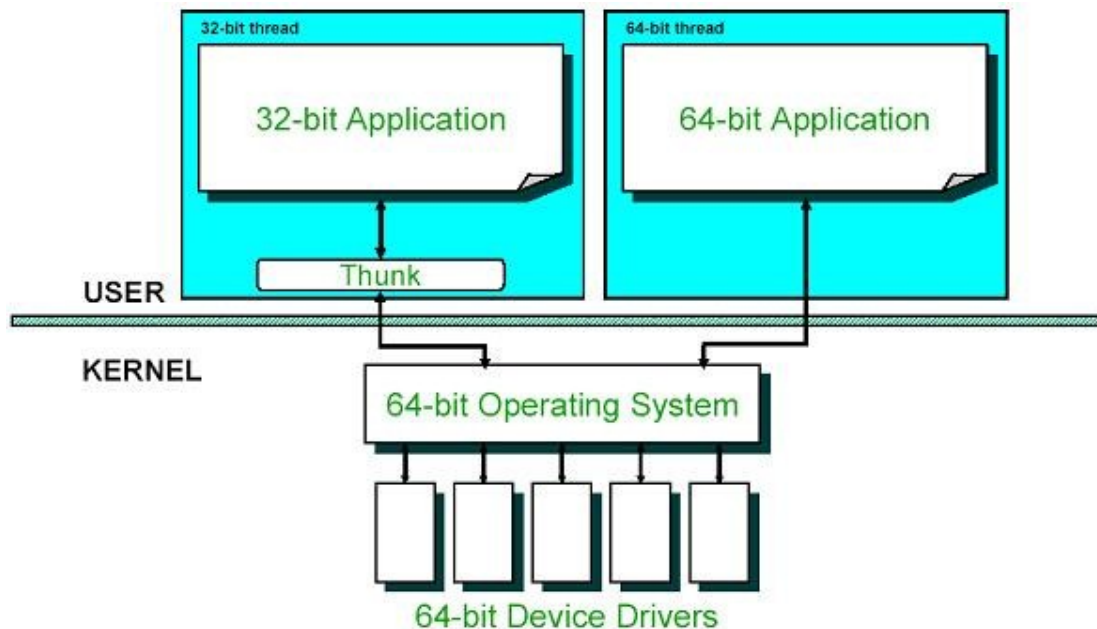 32-bit thread
64-bit thread
32-bit Application
64-bit Application
Thunk
USER
KERNEL
64-bit Operating System
64-bit Device Drivers